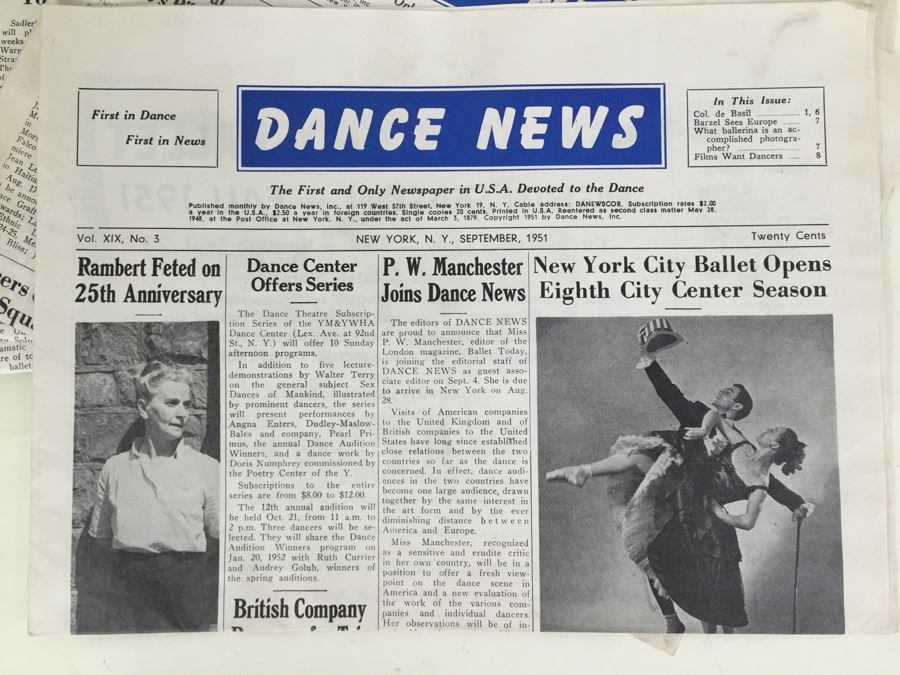 First in Dance
First in News
DANCE NEWS
In This Issue:
Col. de Basil 1, 6
Barzel Sees Europe 7
What ballerina is an ac-
complished photogra-
pher? 7
Films Want Dancers 8
The First and Only Newspaper in U.S.A. Devoted to the Dance
Published monthly by Dance News, Inc., at 119 West 57th Street, New York 19, N. Y. Cable address: DANEWSCOR. Subscription rates $2.00
a year in the U.S.A., $2.50 a year in foreign countries. Single copies 20 cents. Printed in U.S.A. Reentered as second class matter May 28,
1948, at the Post Office at New York, N. Y., under the act of March 3, 1879. Copyright 1951 by Dance News, Inc.
Vol. XIX, No. 3
NEW YORK, N. Y., SEPTEMBER, 1951
Twenty Cents
Rambert Feted on
25th Anniversary
Dance Center
Offers Series
The Dance Theatre Subscrip-
tion Series of the YM&YWHA
Dance Center (Lex. Ave. at 92nd
St., N. Y.) will offer 10 Sunday
afternoon programs.
In addition to five lecture-
demonstrations by Walter Terry
on the general subject Sex
Dances of Mankind, illustrated
by prominent dancers, the series
will present performances by
Angna Enters, Dudley-Maslow-
Bales and company, Pearl Pri-
mus, the annual Dance Audition
Winners, and a dance work by
Doris Numphrey commissioned by
the Poetry Center of the Y.
Subscriptions to the entire
series are from $8.00 to $12.00.
The 12th annual audition will
be held Oct. 21, from 11 a.m. to
2 p.m. Three dancers will be se-
lected. They will share the Dance
Audition Winners program on
Jan. 20, 1952 with Ruth Currier
and Audrey Golub, winners of
the spring auditions.
British Company
P. W. Manchester
Joins Dance News
The editors of DANCE NEWS
are proud to announce that Miss
P. W. Manchester, editor of the
London magazine, Ballet Today,
is joining the editorial staff of
DANCE NEWS as guest asso-
ciate editor on Sept. 4. She is due
to arrive in New York on Aug.
28.
Visits of American companies
to the United Kingdom and of
British companies to the United
States have long since established
close relations between the two
countries so far as the dance is
concerned. In effect, dance audi-
ences in the two countries have
become one large audience, drawn
together by the same interest in
the art form and by the ever
diminishing distance between
America and Europe.
Miss Manchester, recognized
as a sensitive and erudite critic
in her own country, will be in a
position to offer a fresh view-
point on the dance scene in
America and a new evaluation of
the work of the various com-
panies and individual dancers.
Her observations will be of in-
New York City Ballet Opens
Eighth City Center Season